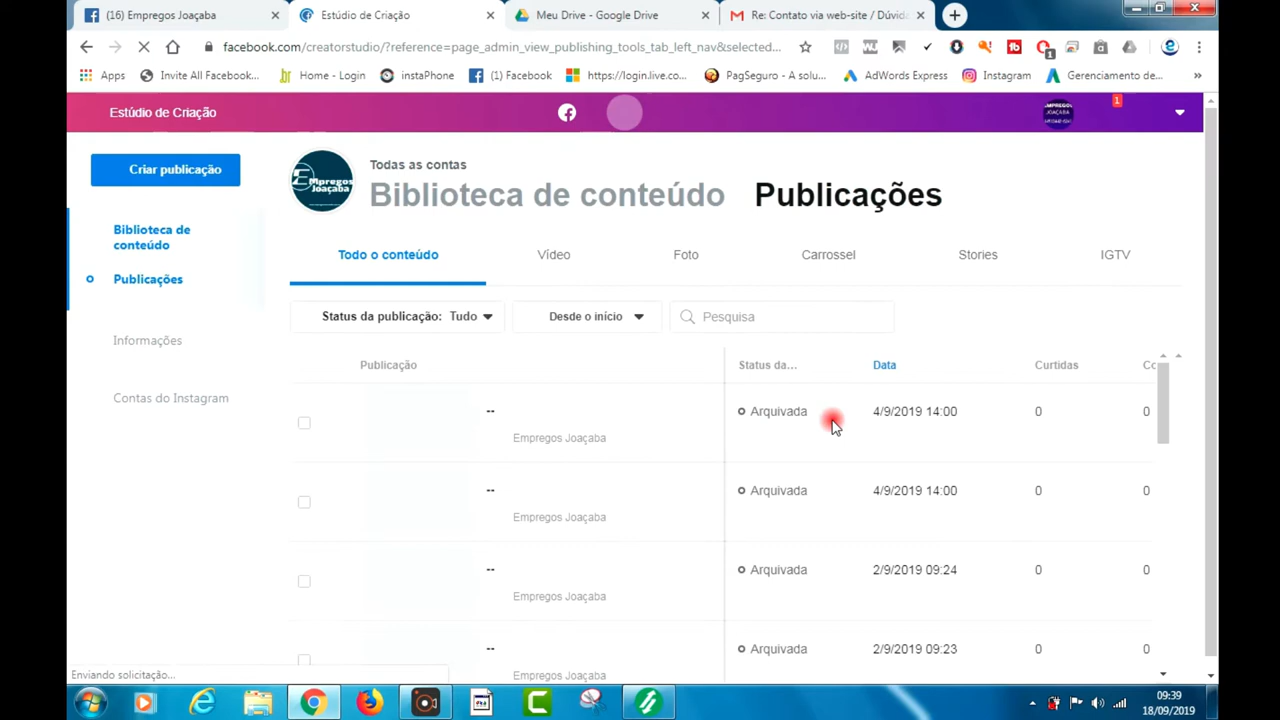 (16) Empregos Joaçaba
Estúdio de Criação
Meu Drive - Google Drive
Re: Contato via web-site / Dúvida
facebook.com/creatorstudio/?reference=page_admin_view_publishing_tools_tab_left_nav&selected...
Apps
Invite All Facebook...
Home - Login
instaPhone
(1) Facebook
https://login.live.co...
PagSeguro - A solu...
AdWords Express
Instagram
Gerenciamento de...
»
Estúdio de Criação
1
Criar publicação
Todas as contas
Empregos Joaçaba
Biblioteca de conteúdo Publicações
Biblioteca de
conteúdo
Publicações
Informações
Contas do Instagram
Todo o conteúdo
Vídeo
Foto
Carrossel
Stories
IGTV
Status da publicação: Tudo
Desde o início
Pesquisa
Publicação
Status da...
Data
Curtidas
Cc
--
Arquivada
4/9/2019 14:00
0
0
Empregos Joaçaba
--
Arquivada
4/9/2019 14:00
0
0
Empregos Joaçaba
--
Arquivada
2/9/2019 09:24
0
0
Empregos Joaçaba
--
Arquivada
2/9/2019 09:23
0
0
Empregos Joaçaba
Enviando solicitação...
09:39
18/09/2019